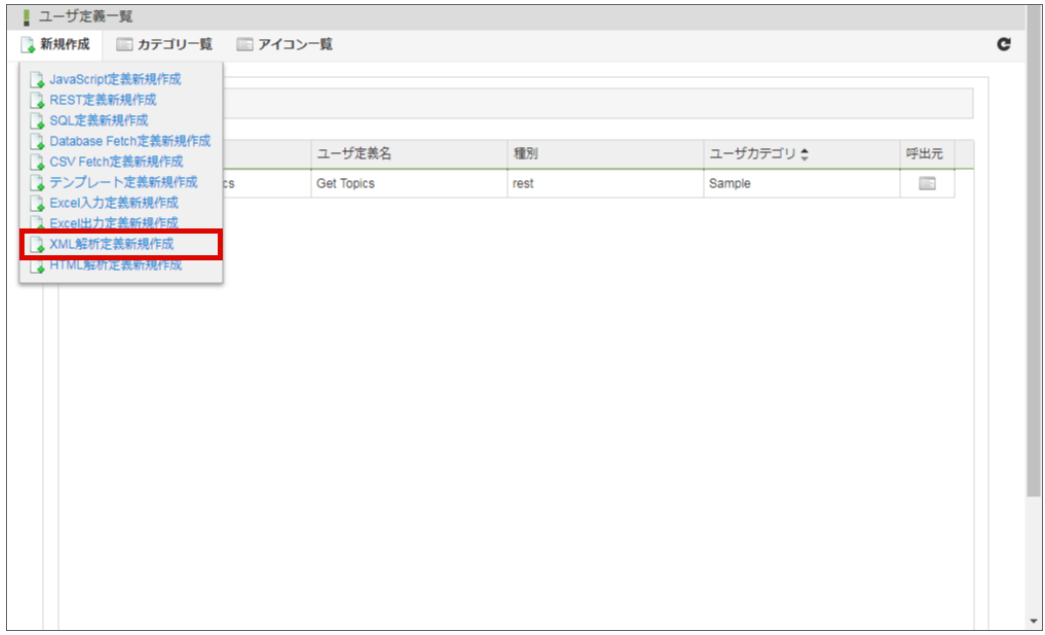 ユーザ定義一覧
新規作成 カテゴリ一覧 アイコン一覧
JavaScript定義新規作成
REST定義新規作成
SQL定義新規作成
Database Fetch定義新規作成
CSV Fetch定義新規作成
テンプレート定義新規作成
Excel入力定義新規作成
Excel出力定義新規作成
XML解析定義新規作成
HTML解析定義新規作成
ユーザ定義名 種別 ユーザカテゴリ 呼出元
cs Get Topics rest Sample